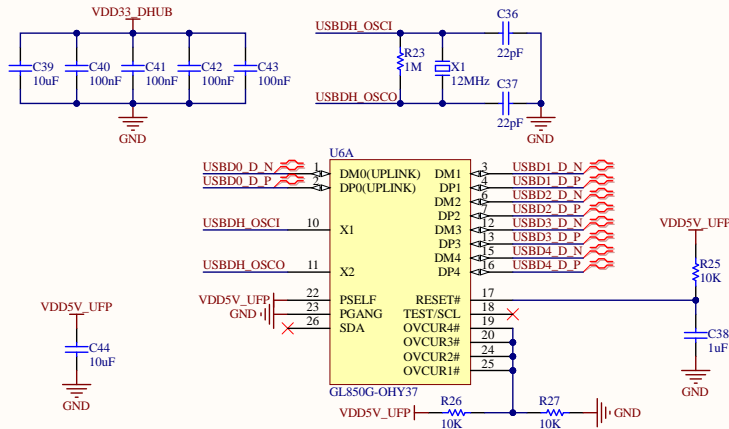 VDD33_DHUB
C39
10uF
C40
100nF
C41
100nF
C42
100nF
C43
100nF
GND
USBDH_OSCI
USBDH_OSCO
R23
1M
X1
12MHz
C36
22pF
C37
22pF
GND
U6A
USBD0_D_N 1 DM0(UPLINK) DM1 3 USBD1_D_N
USBD0_D_P 2 DP0(UPLINK) DP1 4 USBD1_D_P
DM2 6 USBD2_D_N
DP2 7 USBD2_D_P
USBDH_OSCI 10 X1 DM3 12 USBD3_D_N
DP3 13 USBD3_D_P
DM4 15 USBD4_D_N
USBDH_OSCO 11 X2 DP4 16 USBD4_D_P
VDD5V_UFP 22 PSELF RESET# 17
GND 23 PGANG TEST/SCL 18
26 SDA OVCUR4# 19
OVCUR3# 20
OVCUR2# 24
OVCUR1# 25
GL850G-OHY37
VDD5V_UFP
R25
10K
C38
1uF
GND
VDD5V_UFP
C44
10uF
GND
VDD5V_UFP
R26
10K
R27
10K
GND